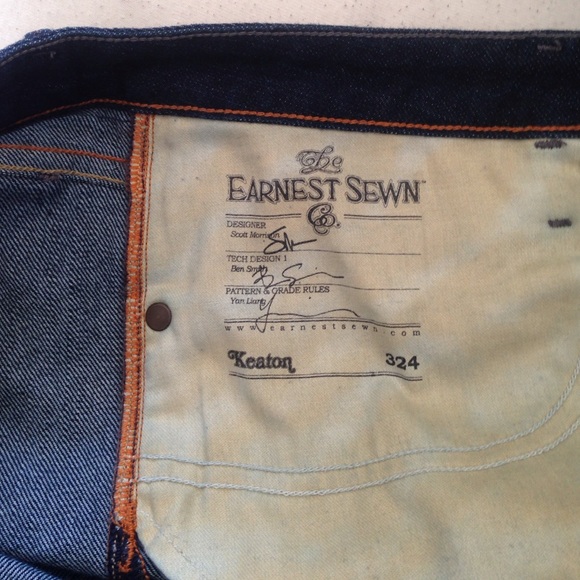 The
EARNEST SEWN™
Co.
DESIGNER
Scott Morrison
TECH DESIGN 1
Ben Smith
PATTERN & GRADE RULES
Yan Liang
www.earnestsewn.com
Keaton 324